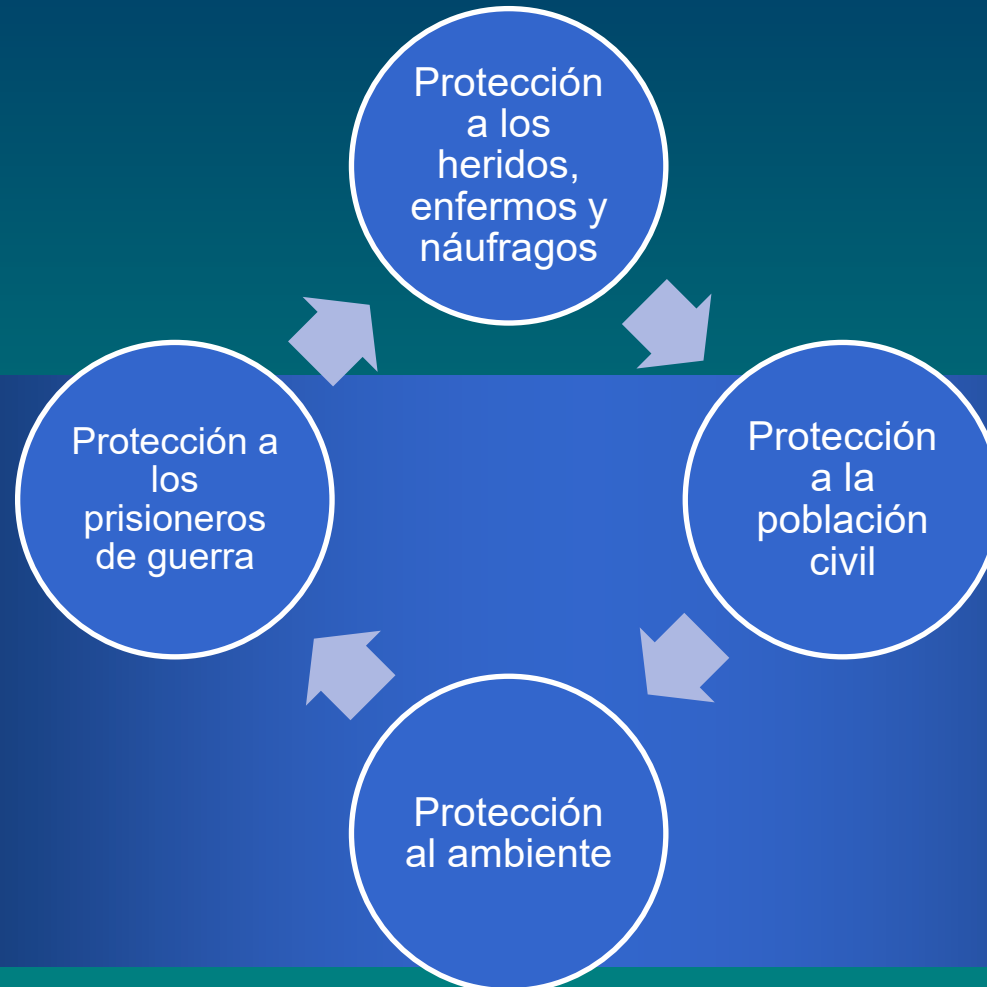 Protección
a los
heridos,
enfermos y
náufragos
Protección
a la
población
civil
Protección
al ambiente
Protección a
los
prisioneros
de guerra